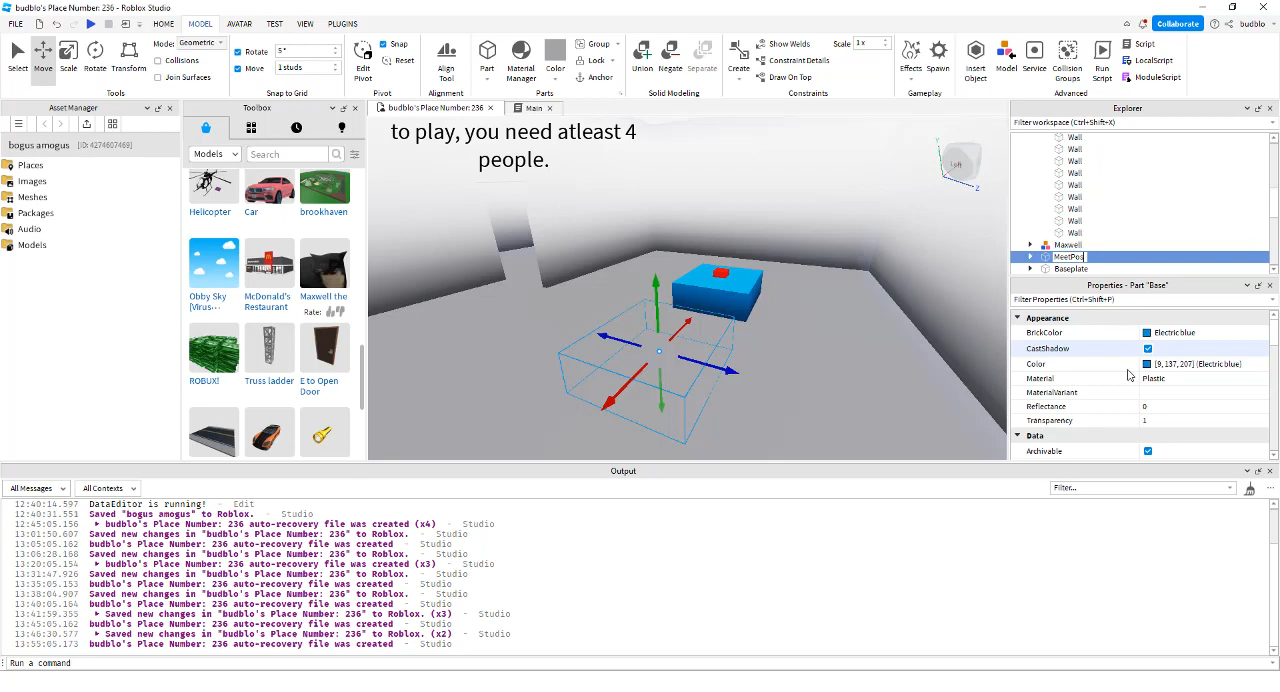 budblo's Place Number: 236 - Roblox Studio
FILE HOME MODEL AVATAR TEST VIEW PLUGINS Collaborate budblo
Select Move Scale Rotate Transform
Mode: Geometric
Collisions
Join Surfaces
Tools
Rotate 5°
Move 1 studs
Snap to Grid
Edit Pivot
Snap
Reset
Pivot
Align Tool
Alignment
Part Material Manager Color
Group
Lock
Anchor
Parts
Union Negate Separate
Solid Modeling
Create
Show Welds
Constraint Details
Draw On Top
Scale 1 x
Constraints
Effects Spawn
Gameplay
Insert Object Model Service Collision Groups Run Script
Script
LocalScript
ModuleScript
Advanced
Asset Manager
bogus amogus [ID: 4274607469]
Places
Images
Meshes
Packages
Audio
Models
Toolbox
Models Search
Helicopter Car brookhaven
Obby Sky [Virus... McDonald's Restaurant Maxwell the
Rate:
ROBUX! Truss ladder E to Open Door
budblo's Place Number: 236 Main
to play, you need atleast 4
people.
Y
Left
Z
Explorer
Filter workspace (Ctrl+Shift+X)
Wall
Wall
Wall
Wall
Wall
Wall
Wall
Wall
Wall
Maxwell
MeetPos
Baseplate
Properties - Part "Base"
Filter Properties (Ctrl+Shift+P)
Appearance
BrickColor Electric blue
CastShadow
Color [9, 137, 207] (Electric blue)
Material Plastic
MaterialVariant
Reflectance 0
Transparency 1
Data
Archivable
Output
All Messages All Contexts Filter...
12:40:14.597 DataEditor is running! - Edit
12:40:31.551 Saved "bogus amogus" to Roblox. - Studio
12:45:05.156 budblo's Place Number: 236 auto-recovery file was created (x4) - Studio
13:01:50.607 Saved new changes in "budblo's Place Number: 236" to Roblox. - Studio
13:05:05.162 budblo's Place Number: 236 auto-recovery file was created - Studio
13:06:28.168 Saved new changes in "budblo's Place Number: 236" to Roblox. - Studio
13:20:05.154 budblo's Place Number: 236 auto-recovery file was created (x3) - Studio
13:31:47.926 Saved new changes in "budblo's Place Number: 236" to Roblox. - Studio
13:35:05.153 budblo's Place Number: 236 auto-recovery file was created - Studio
13:38:04.907 Saved new changes in "budblo's Place Number: 236" to Roblox. - Studio
13:40:05.164 budblo's Place Number: 236 auto-recovery file was created - Studio
13:41:59.355 Saved new changes in "budblo's Place Number: 236" to Roblox. (x3) - Studio
13:45:05.162 budblo's Place Number: 236 auto-recovery file was created - Studio
13:46:30.577 Saved new changes in "budblo's Place Number: 236" to Roblox. (x2) - Studio
13:55:05.173 budblo's Place Number: 236 auto-recovery file was created - Studio
Run a command